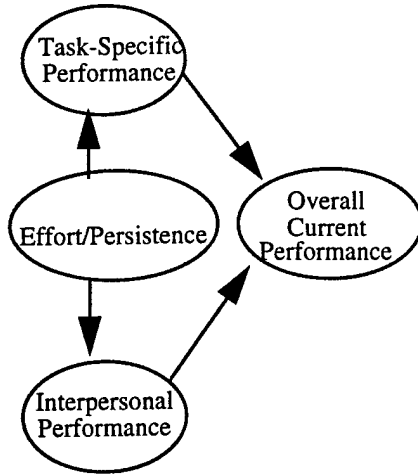 Task-Specific
Performance
Effort/Persistence
Overall
Current
Performance
Interpersonal
Performance